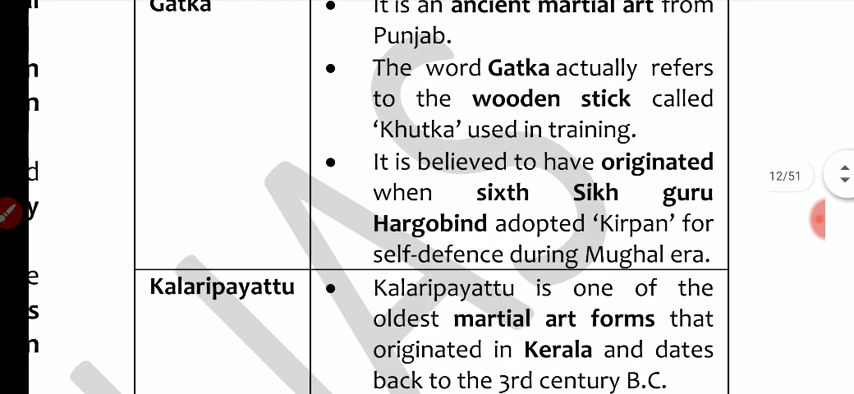 Gatka
It is an ancient martial art from
Punjab.
The word Gatka actually refers
to the wooden stick called
‘Khutka’ used in training.
It is believed to have originated
when sixth Sikh guru
Hargobind adopted ‘Kirpan’ for
self-defence during Mughal era.
12/51
Kalaripayattu
Kalaripayattu is one of the
oldest martial art forms that
originated in Kerala and dates
back to the 3rd century B.C.
IAS